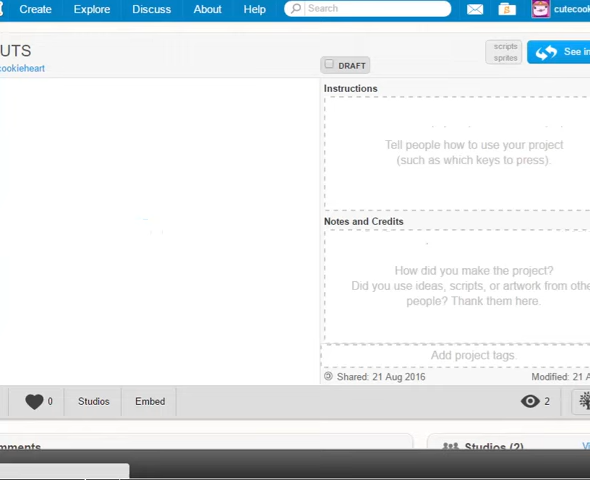 Create Explore Discuss About Help Search cutecook
UTS
ookieheart
scripts
sprites
See in
DRAFT
Instructions
Tell people how to use your project
(such as which keys to press).
Notes and Credits
How did you make the project?
Did you use ideas, scripts, or artwork from othe
people? Thank them here.
Add project tags.
Shared: 21 Aug 2016 Modified: 21 A
0 Studios Embed 2
mments Studios (2) Vi